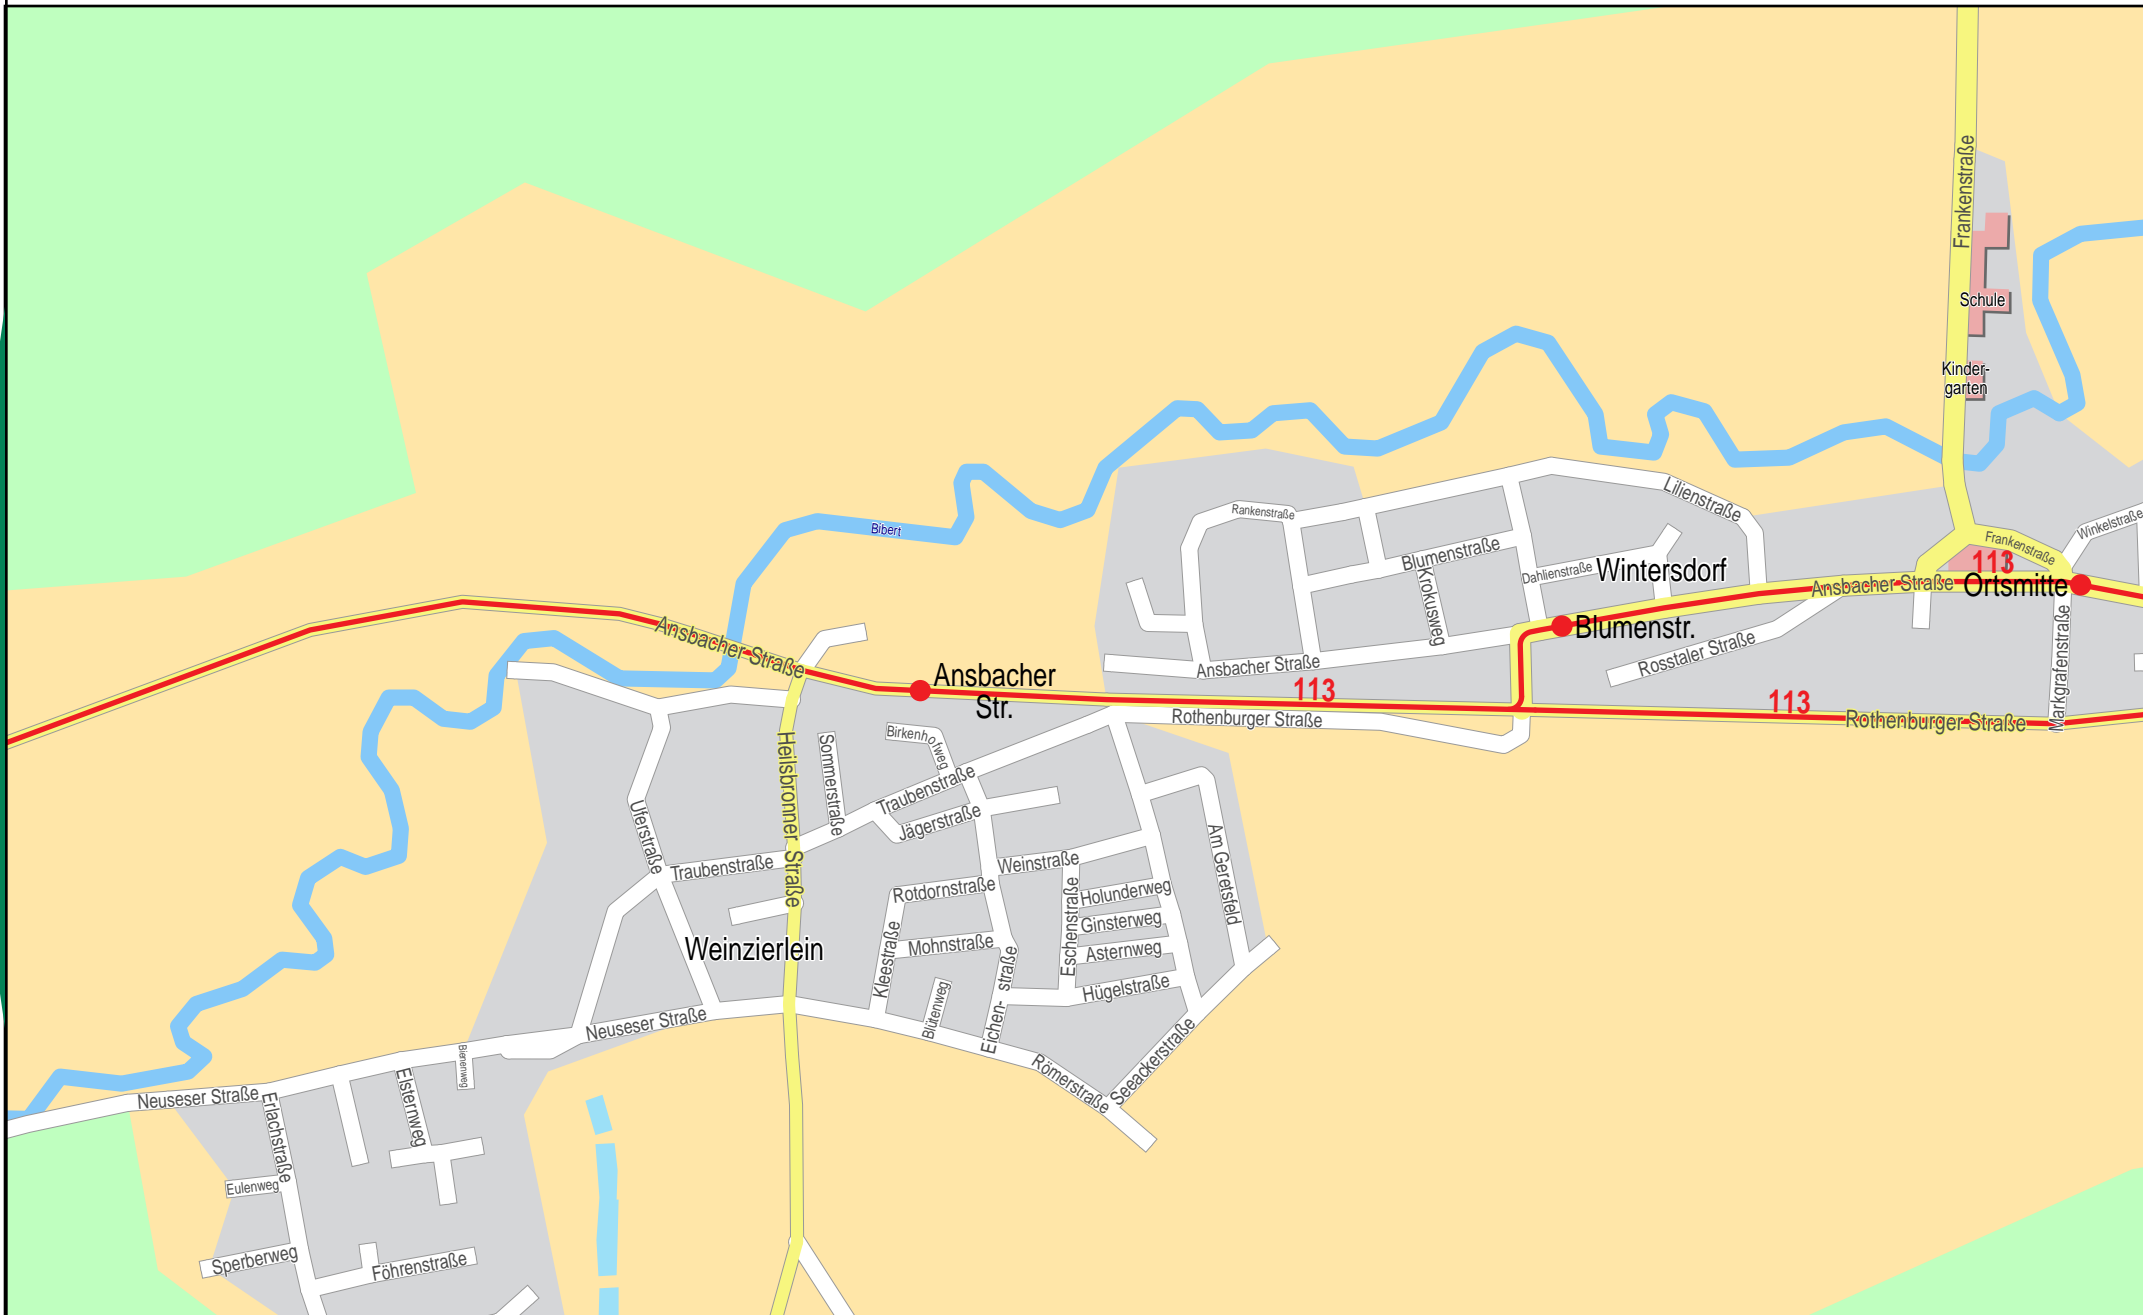 Frankenstraße
Schule
Kinder-
garten
Lilienstraße
Rankenstraße
Winkelstraße
Bibert
Blumenstraße
Frankenstraße
113
Dahlienstraße
Wintersdorf
Krokusweg
Ansbacher Straße
Ortsmitte
Blumenstr.
Ansbacher Straße
Rosstaler Straße
Markgrafenstraße
Ansbacher Straße
Ansbacher
Str.
113
113
Rothenburger Straße
Rothenburger Straße
Birkenhofweg
Sommerstraße
Heilsbronner Straße
Traubenstraße
Jägerstraße
Uferstraße
Am Geretsfeld
Traubenstraße
Weinstraße
Rotdornstraße
Holunderweg
Eschenstraße
Ginsterweg
Weinzierlein
Mohnstraße
Asternweg
Kleestraße
Hügelstraße
Eichen-
straße
Blütenweg
Neuseser Straße
Römerstraße
Seeackerstraße
Bienenweg
Elsternweg
Neuseser Straße
Erlachstraße
Eulenweg
Sperberweg
Föhrenstraße